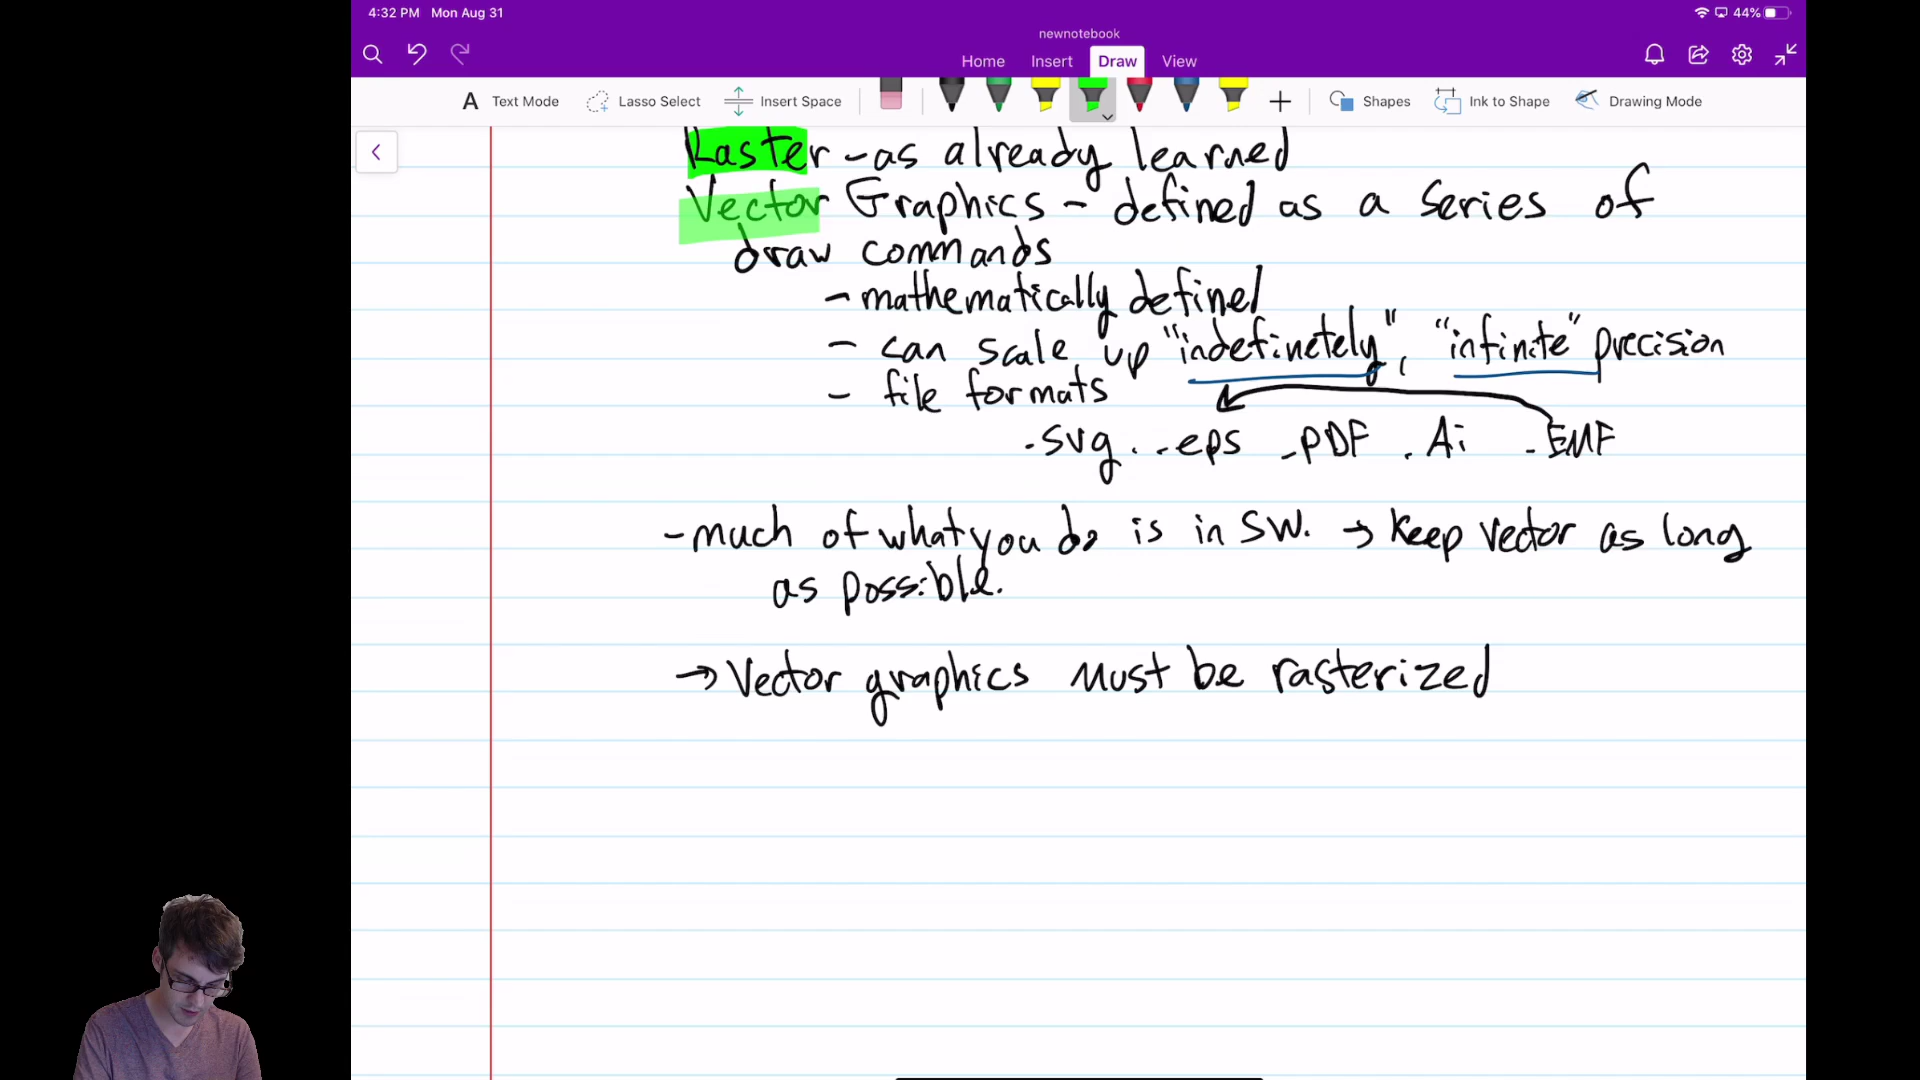 4:32 PM Mon Aug 31
44%
newnotebook
Home Insert Draw View
A Text Mode Lasso Select Insert Space Shapes Ink to Shape Drawing Mode
Raster - as already learned
Vector Graphics - defined as a series of
draw commands
- mathematically defined
- can scale up "indefinetely", "infinite" precision
- file formats
.svg . .eps .PDF . Ai .EMF
- much of what you do is in SW. → Keep vector as long
as possible.
→ Vector graphics must be rasterized